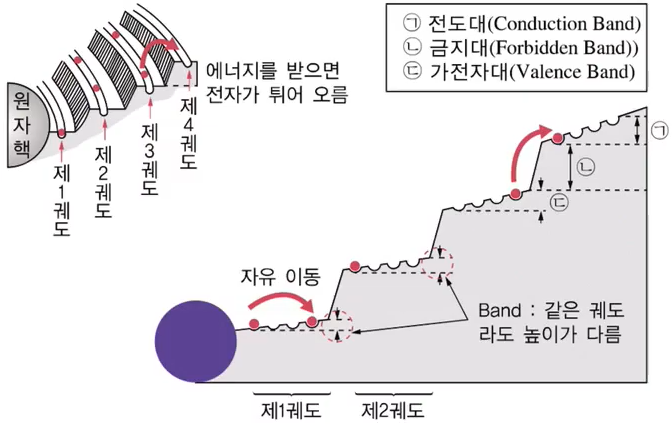 원자핵
제1궤도
제2궤도
제3궤도
제4궤도
에너지를 받으면
전자가 튀어 오름
㉠ 전도대(Conduction Band)
㉡ 금지대(Forbidden Band))
㉢ 가전자대(Valence Band)
㉠
㉡
㉢
자유 이동
Band : 같은 궤도
라도 높이가 다름
제1궤도
제2궤도